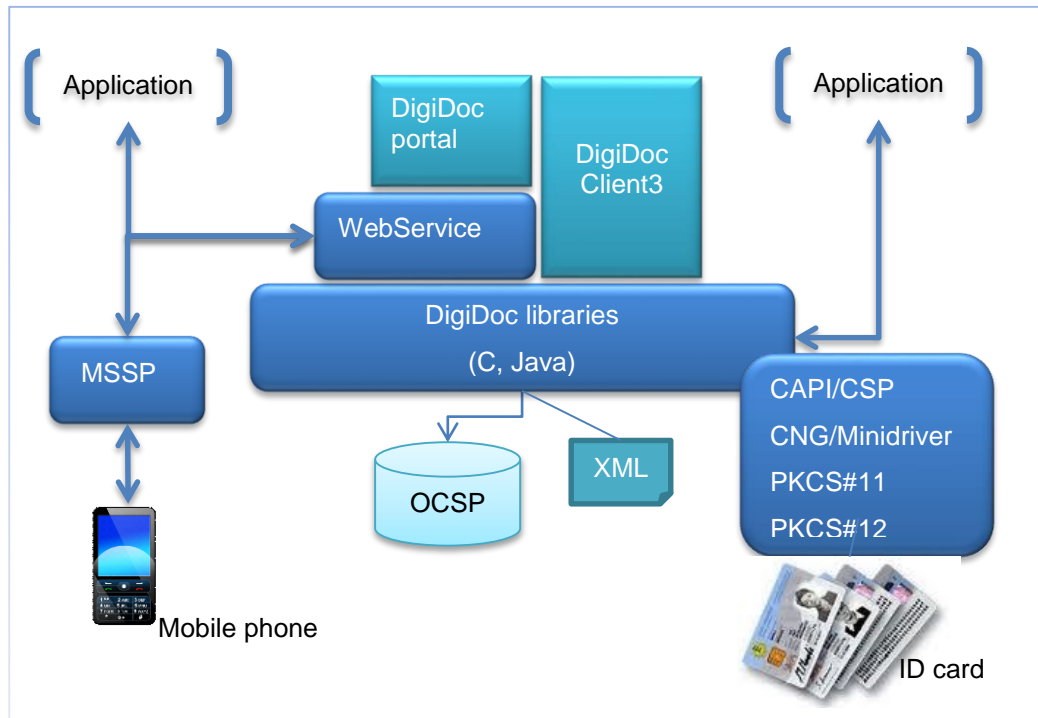 Application
Application
DigiDoc
portal
DigiDoc
Client3
WebService
DigiDoc libraries
(C, Java)
MSSP
CAPI/CSP
CNG/Minidriver
PKCS#11
PKCS#12
XML
OCSP
Mobile phone
ID card